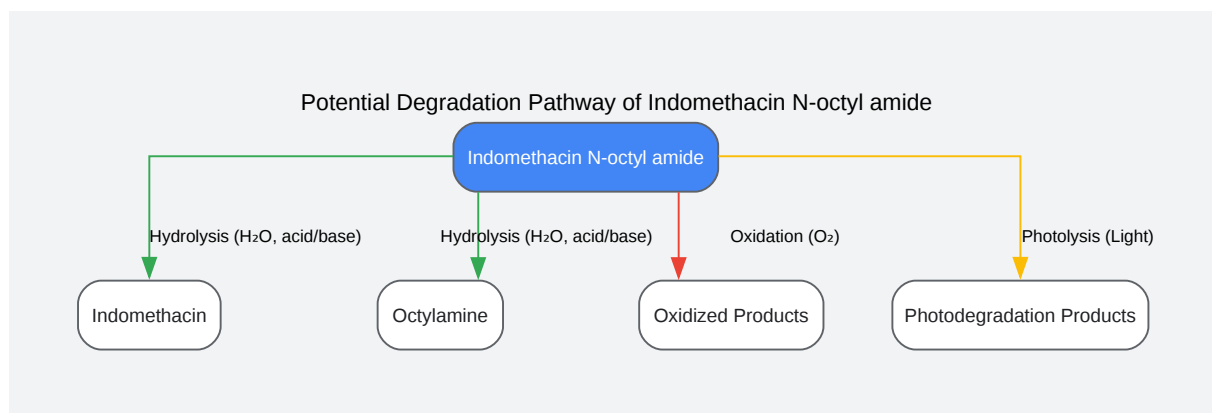 Potential Degradation Pathway of Indomethacin N-octyl amide
Indomethacin N-octyl amide
Hydrolysis (H₂O, acid/base)
Hydrolysis (H₂O, acid/base)
Oxidation (O₂)
Photolysis (Light)
Indomethacin
Octylamine
Oxidized Products
Photodegradation Products